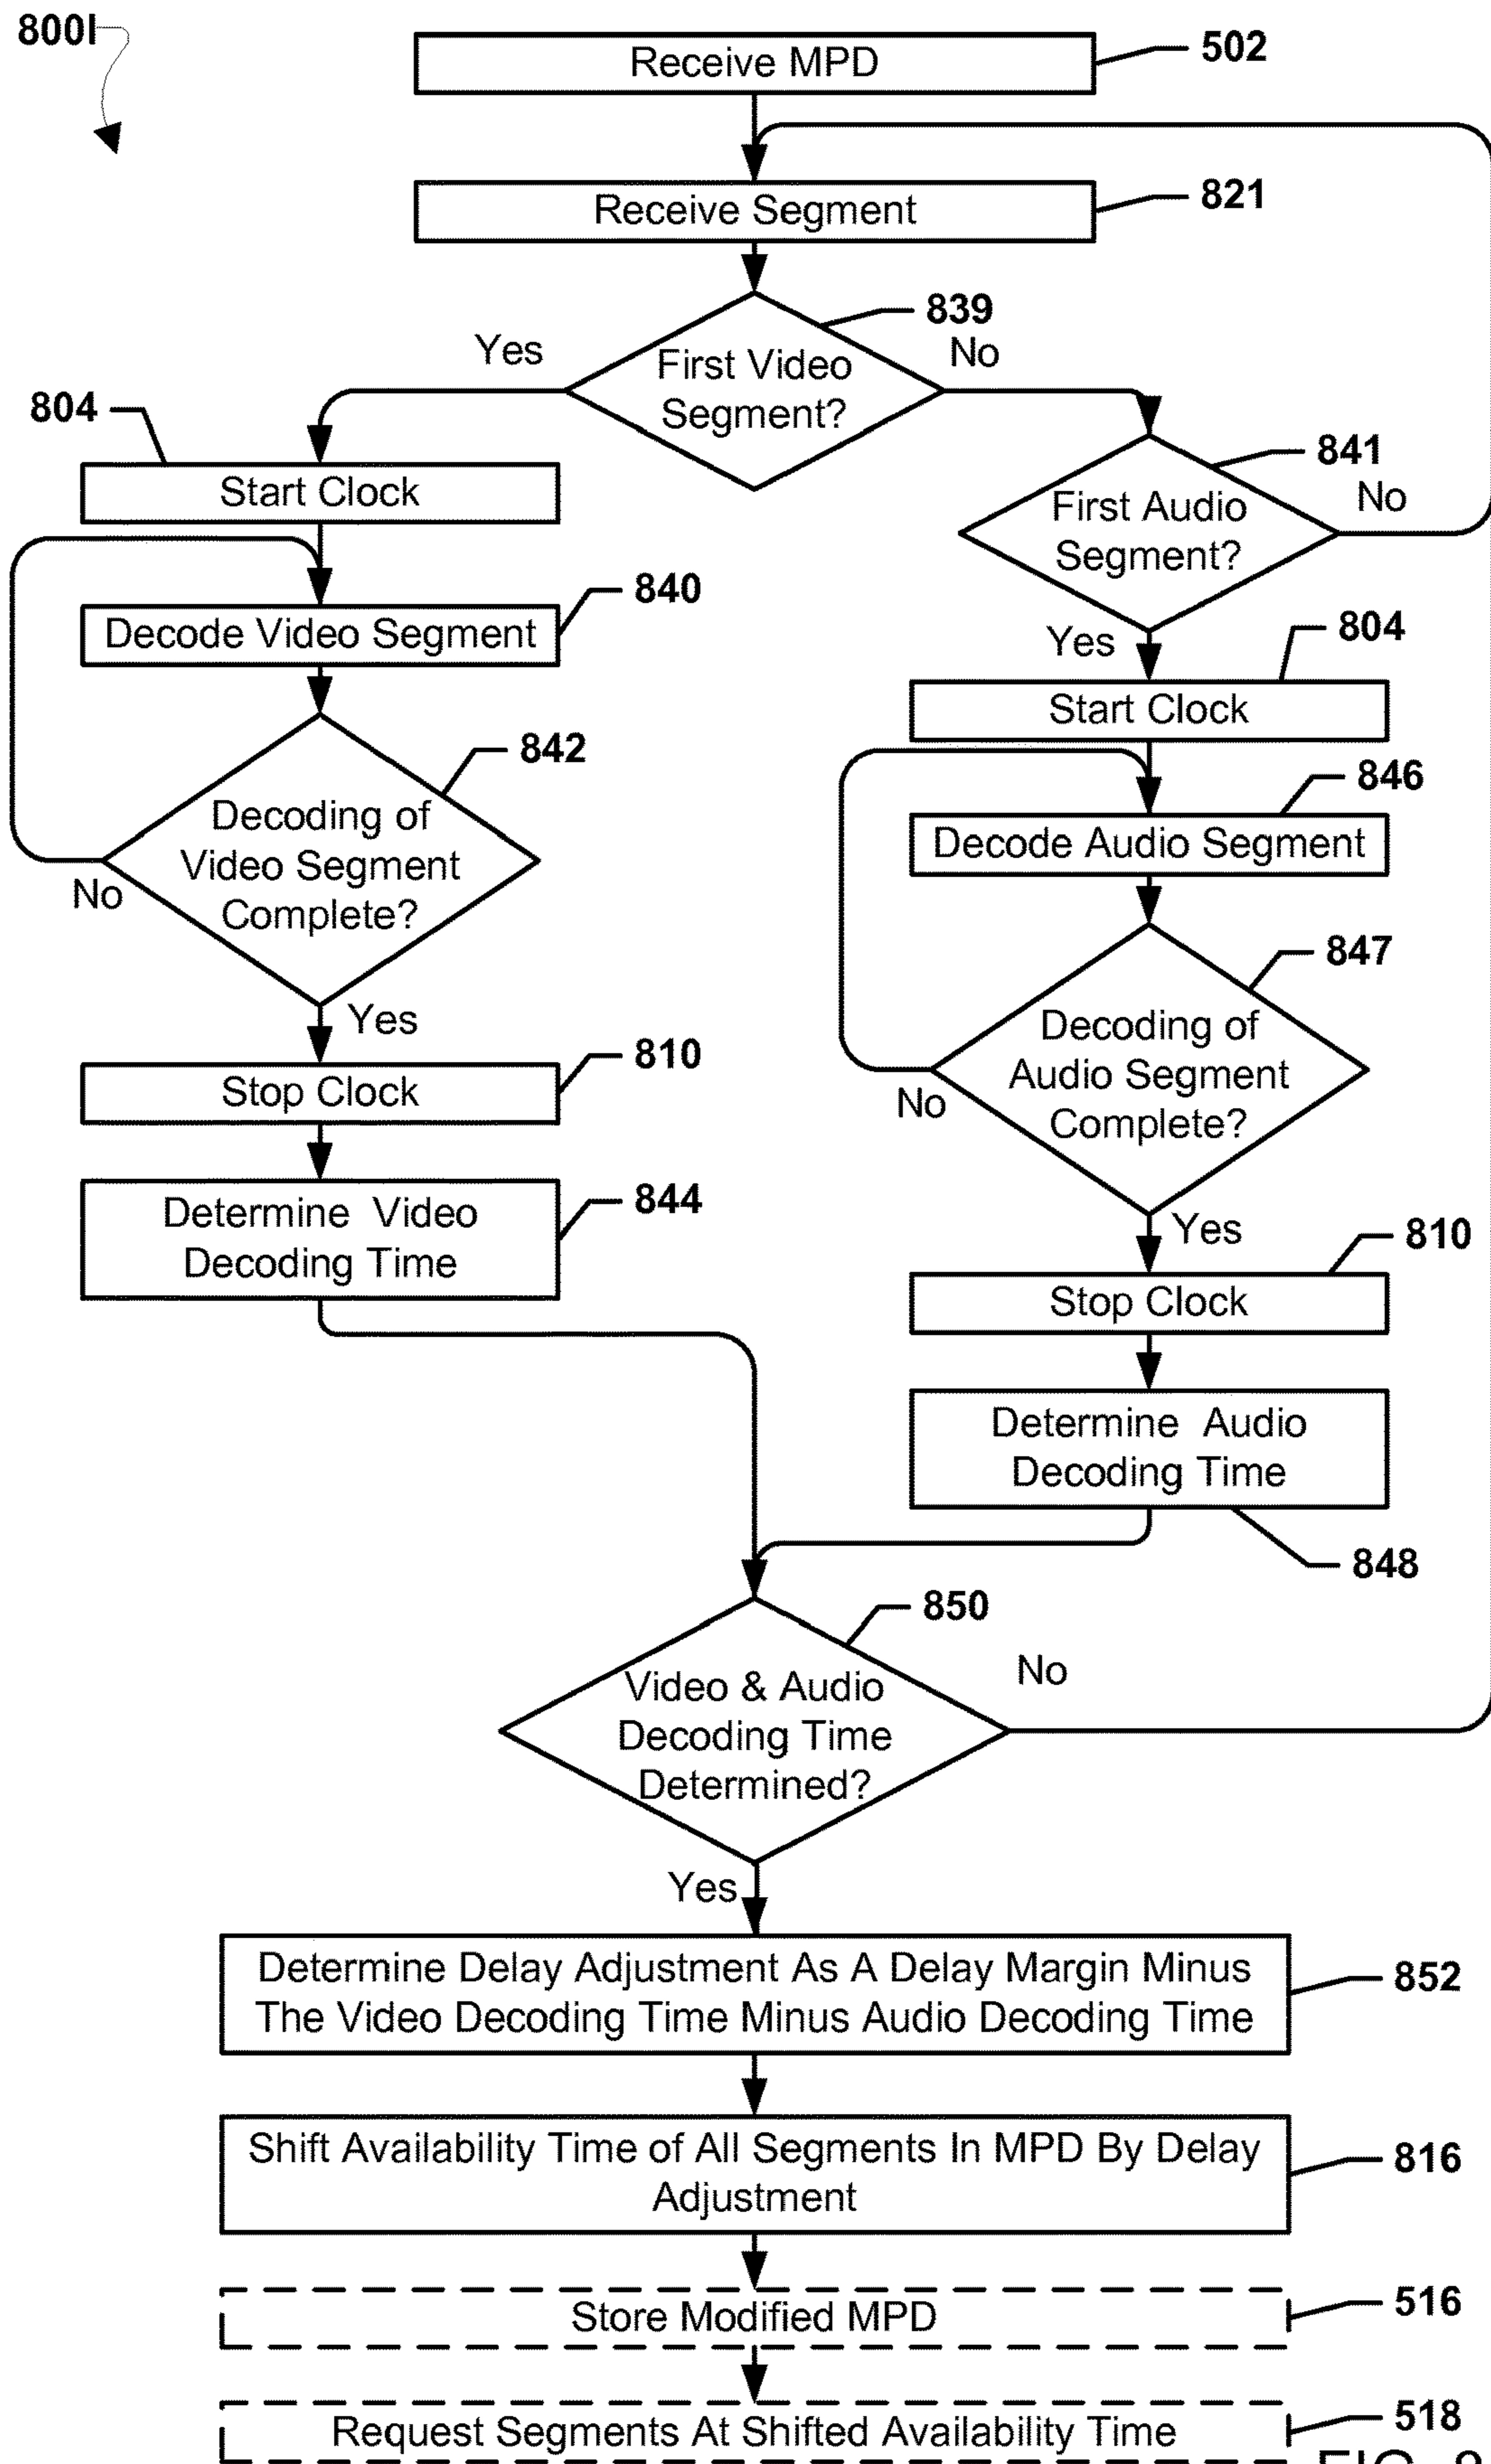 800I
Receive MPD
502
Receive Segment
821
839
First Video
Segment?
Yes
No
804
Start Clock
841
First Audio
Segment?
No
Yes
Decode Video Segment
840
804
Start Clock
842
Decoding of
Video Segment
Complete?
No
Yes
846
Decode Audio Segment
847
Decoding of
Audio Segment
Complete?
No
Yes
Stop Clock
810
Determine Video
Decoding Time
844
810
Stop Clock
Determine Audio
Decoding Time
848
850
Video & Audio
Decoding Time
Determined?
No
Yes
Determine Delay Adjustment As A Delay Margin Minus
The Video Decoding Time Minus Audio Decoding Time
852
Shift Availability Time of All Segments In MPD By Delay
Adjustment
816
Store Modified MPD
516
Request Segments At Shifted Availability Time
518